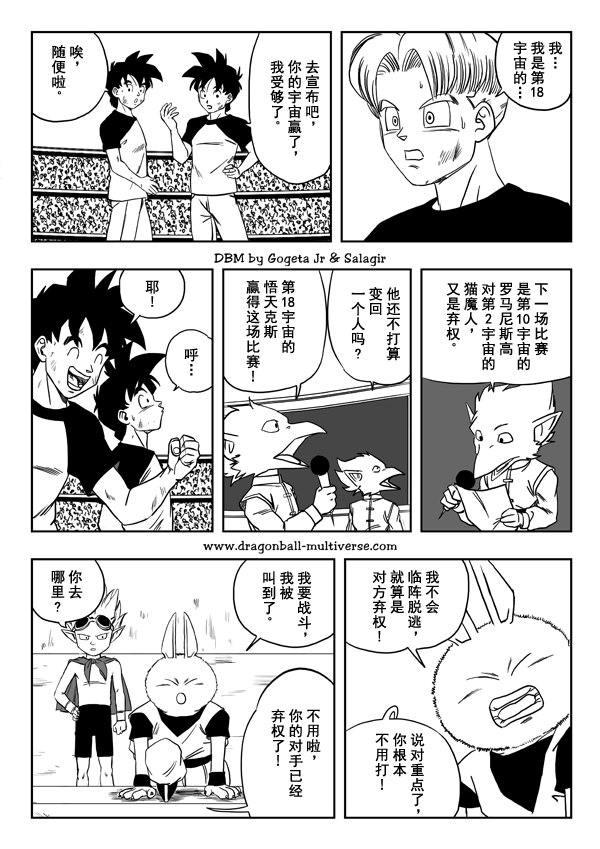 唉，
随便啦。
去宣布吧，
你的宇宙赢了，
我受够了。
我…
我是第18
宇宙的…
DBM by Gogeta Jr & Salagir
耶！
呼…
第18宇宙的
悟天克斯
赢得这场比赛！
他还不打算
变回
一个人吗？
下一场比赛
是第10宇宙的
罗马尼斯高
对第2宇宙的
猫魔人，
又是弃权。
www.dragonball-multiverse.com
你去
哪里？
我要战斗，
我被
叫到了。
不用啦，
你的对手已经
弃权了！
我不会
临阵脱逃，
就算是
对方弃权！
说对重点了，
你根本
不用打！